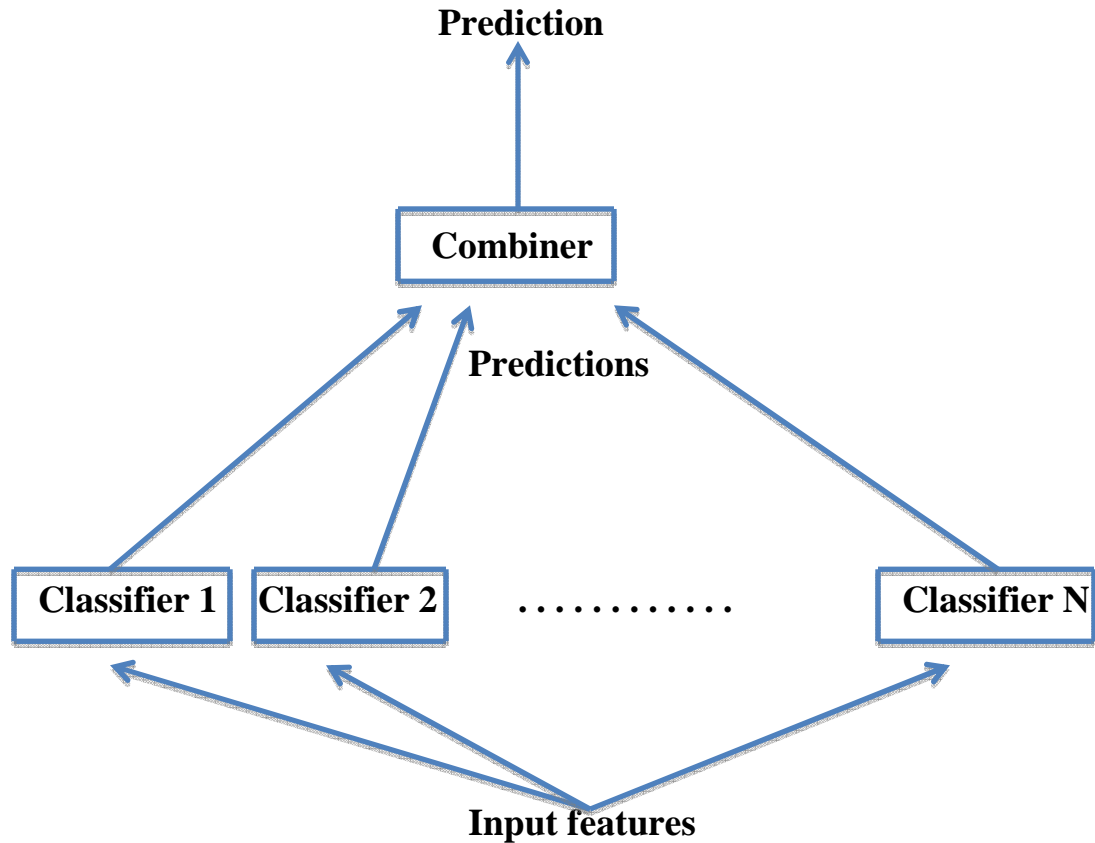 Prediction
Combiner
Predictions
Classifier 1
Classifier 2
. . . . . . . . . . . .
Classifier N
Input features